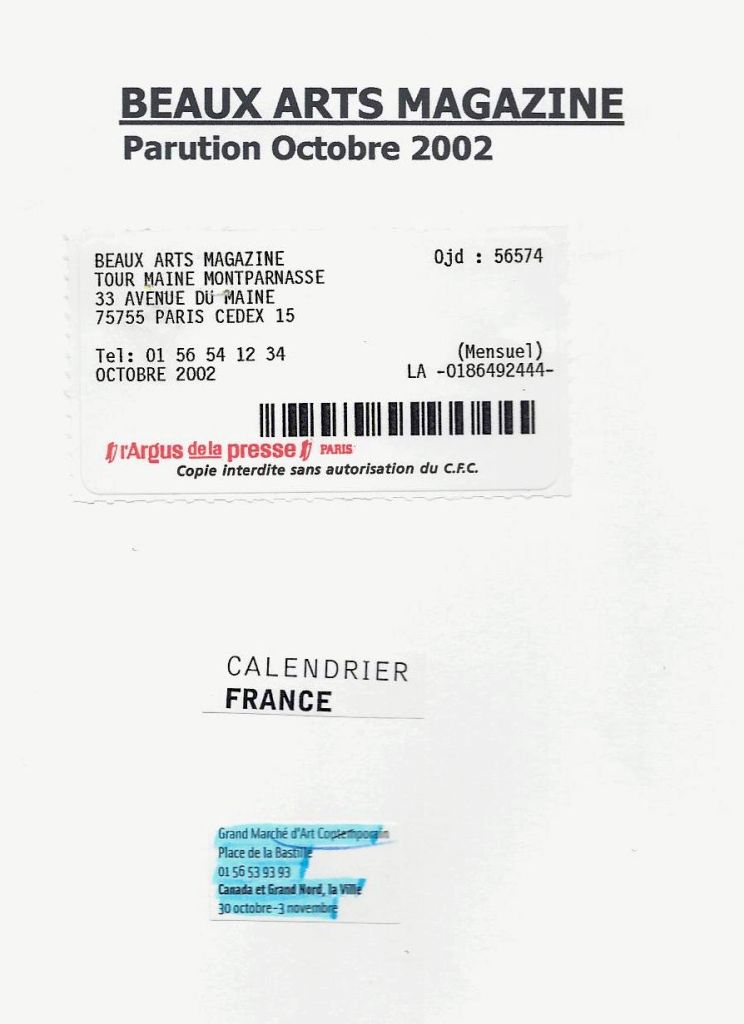 BEAUX ARTS MAGAZINE
Parution Octobre 2002
BEAUX ARTS MAGAZINE
Ojd : 56574
TOUR MAINE MONTPARNASSE
33 AVENUE DU MAINE
75755 PARIS CEDEX 15
Tel: 01 56 54 12 34
(Mensuel)
OCTOBRE 2002
LA -0186492444-
l'Argus de la presse PARIS
Copie interdite sans autorisation du C.F.C.
CALENDRIER
FRANCE
Grand Marché d'Art Contemporain
Place de la Bastille
01 56 53 93 93
Canada et Grand Nord, la Ville
30 octobre-3 novembre